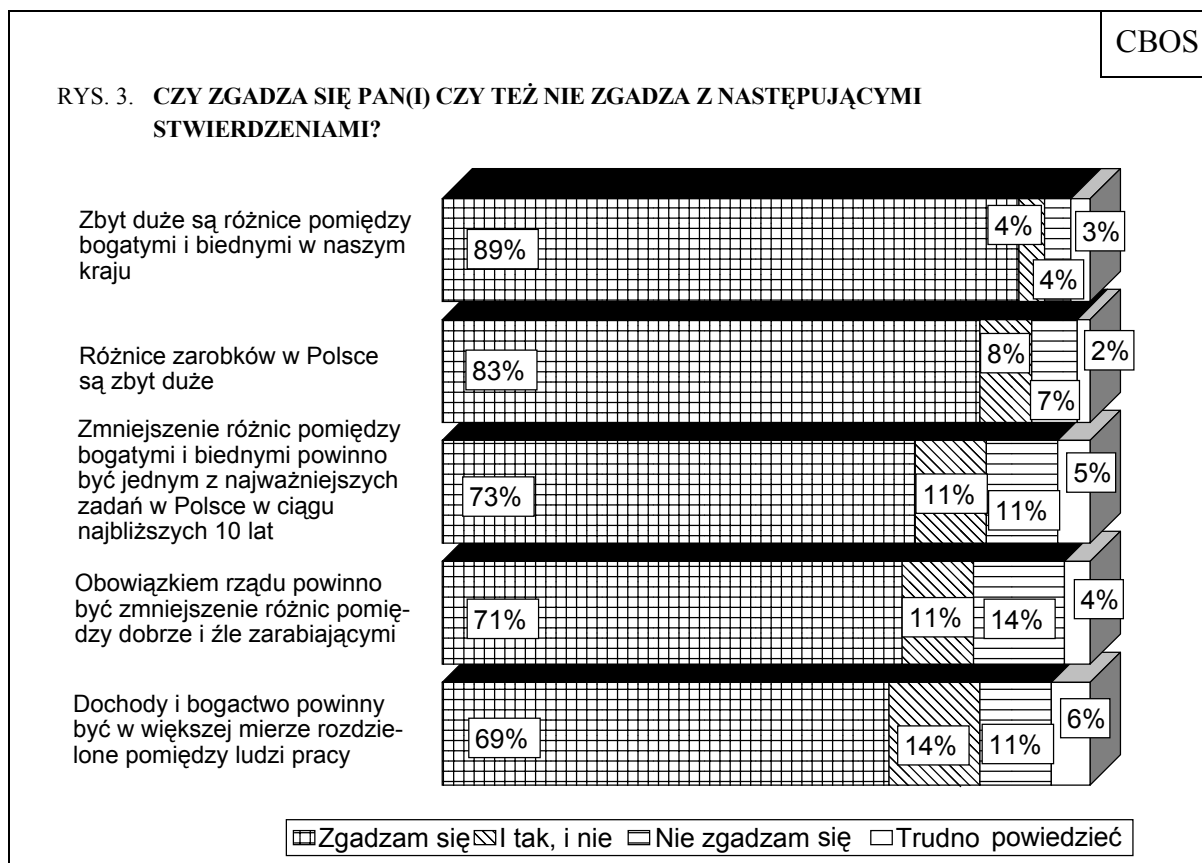 CBOS
RYS. 3. CZY ZGADZA SIĘ PAN(I) CZY TEŻ NIE ZGADZA Z NASTĘPUJĄCYMI
STWIERDZENIAMI?
Zbyt duże są różnice pomiędzy
bogatymi i biednymi w naszym
kraju
89%
4%
4%
3%
Różnice zarobków w Polsce
są zbyt duże
83%
8%
7%
2%
Zmniejszenie różnic pomiędzy
bogatymi i biednymi powinno
być jednym z najważniejszych
zadań w Polsce w ciągu
najbliższych 10 lat
73%
11%
11%
5%
Obowiązkiem rządu powinno
być zmniejszenie różnic pomię-
dzy dobrze i źle zarabiającymi
71%
11%
14%
4%
Dochody i bogactwo powinny
być w większej mierze rozdzie-
lone pomiędzy ludzi pracy
69%
14%
11%
6%
Zgadzam się I tak, i nie Nie zgadzam się Trudno powiedzieć